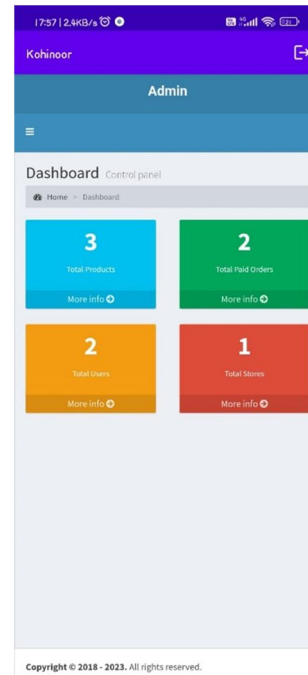 17:57 | 2.4KB/s
Kohinoor
Admin
Dashboard Control panel
Home > Dashboard
3
Total Products
More info
2
Total Paid Orders
More info
2
Total Users
More info
1
Total Stores
More info
Copyright © 2018 - 2023. All rights reserved.